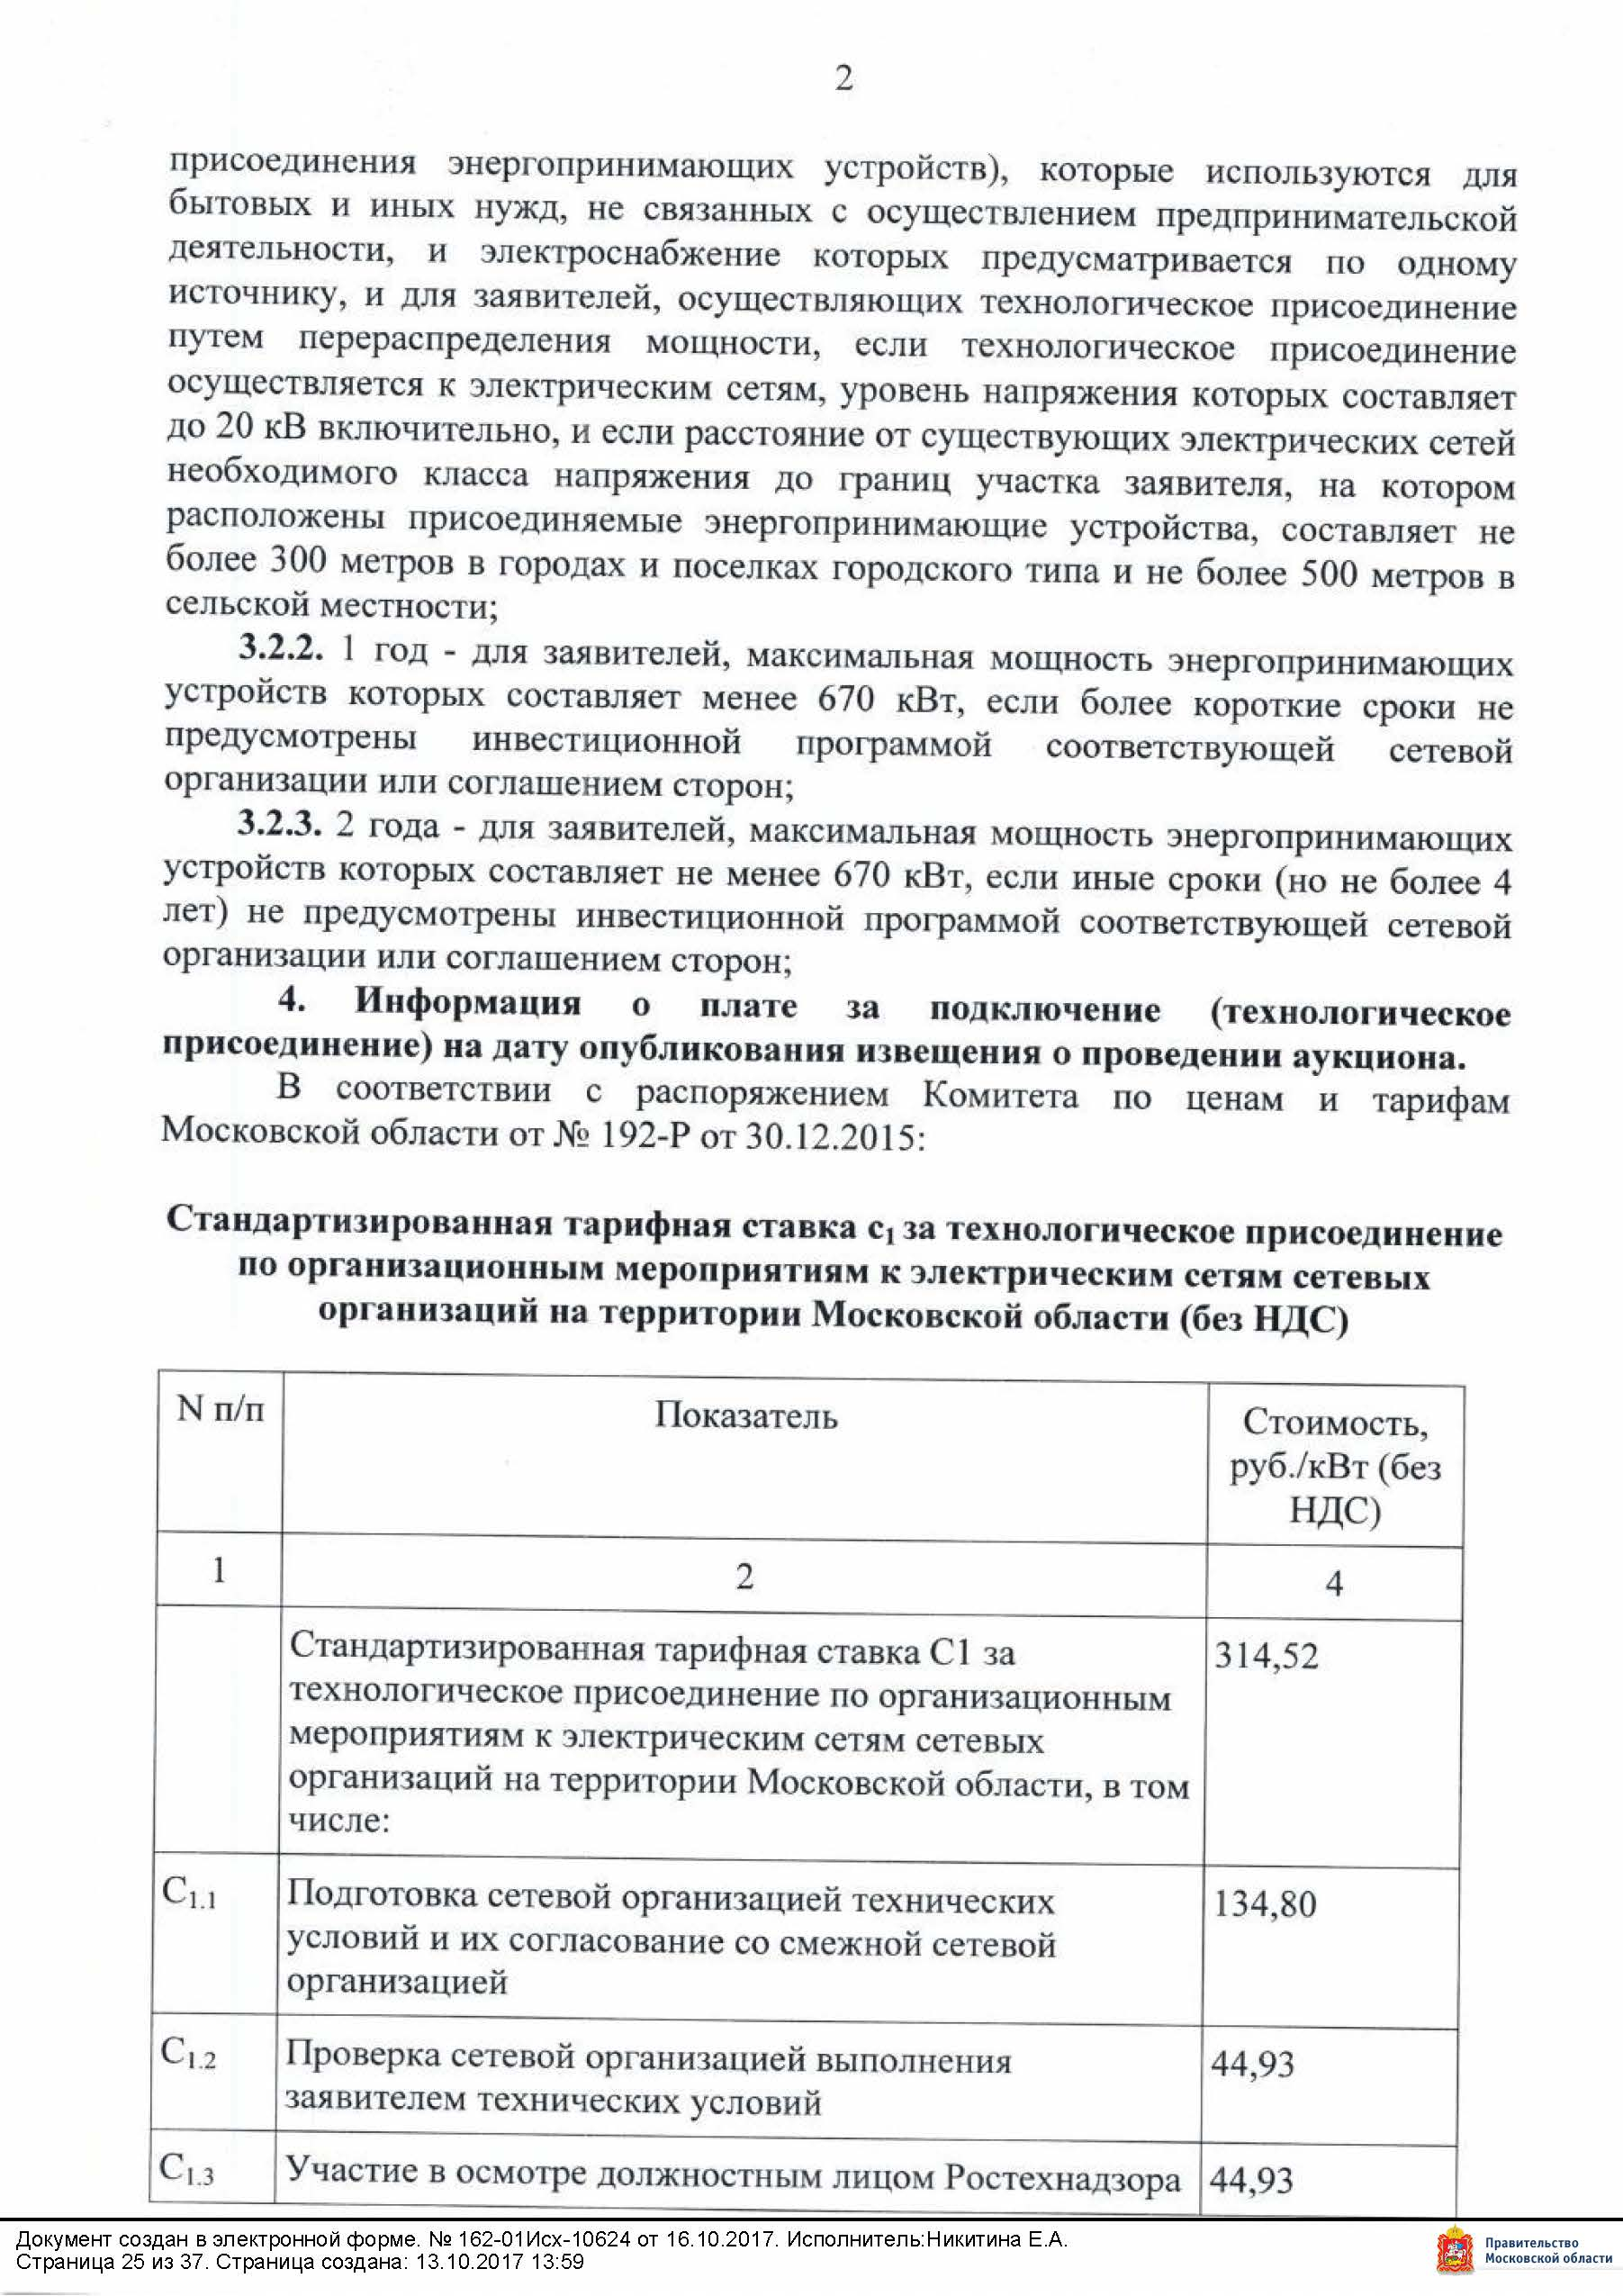 2
присоединения энергопринимающих устройств), которые используются для
бытовых и иных нужд, не связанных с осуществлением предпринимательской
деятельности, и электроснабжение которых предусматривается по одному
источнику, и для заявителей, осуществляющих технологическое присоединение
путем перераспределения мощности, если технологическое присоединение
осуществляется к электрическим сетям, уровень напряжения которых составляет
до 20 кВ включительно, и если расстояние от существующих электрических сетей
необходимого класса напряжения до границ участка заявителя, на котором
расположены присоединяемые энергопринимающие устройства, составляет не
более 300 метров в городах и поселках городского типа и не более 500 метров в
сельской местности;
3.2.2. 1 год - для заявителей, максимальная мощность энергопринимающих
устройств которых составляет менее 670 кВт, если более короткие сроки не
предусмотрены инвестиционной программой соответствующей сетевой
организации или соглашением сторон;
3.2.3. 2 года - для заявителей, максимальная мощность энергопринимающих
устройств которых составляет не менее 670 кВт, если иные сроки (но не более 4
лет) не предусмотрены инвестиционной программой соответствующей сетевой
организации или соглашением сторон;
4. Информация о плате за подключение (технологическое
присоединение) на дату опубликования извещения о проведении аукциона.
В соответствии с распоряжением Комитета по ценам и тарифам
Московской области от № 192-Р от 30.12.2015:
Стандартизированная тарифная ставка с1 за технологическое присоединение
по организационным мероприятиям к электрическим сетям сетевых
организаций на территории Московской области (без НДС)
N п/п
Показатель
Стоимость,
руб./кВт (без
НДС)
1
2
4
Стандартизированная тарифная ставка С1 за
технологическое присоединение по организационным
мероприятиям к электрическим сетям сетевых
организаций на территории Московской области, в том
числе:
314,52
С1.1
Подготовка сетевой организацией технических
условий и их согласование со смежной сетевой
организацией
134,80
С1.2
Проверка сетевой организацией выполнения
заявителем технических условий
44,93
С1.3
Участие в осмотре должностным лицом Ростехнадзора
44,93
Документ создан в электронной форме. № 162-01Исх-10624 от 16.10.2017. Исполнитель:Никитина Е.А.
Страница 25 из 37. Страница создана: 13.10.2017 13:59
Правительство
Московской области